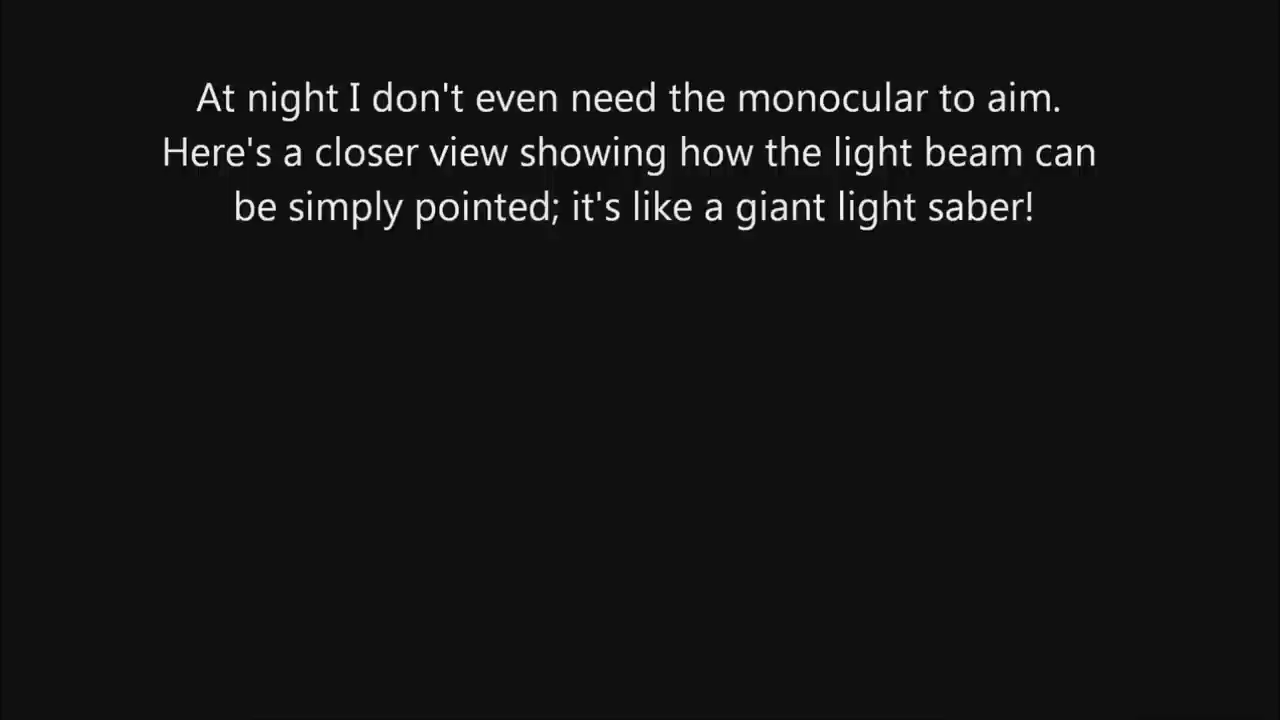 At night I don't even need the monocular to aim.
Here's a closer view showing how the light beam can
be simply pointed; it's like a giant light saber!